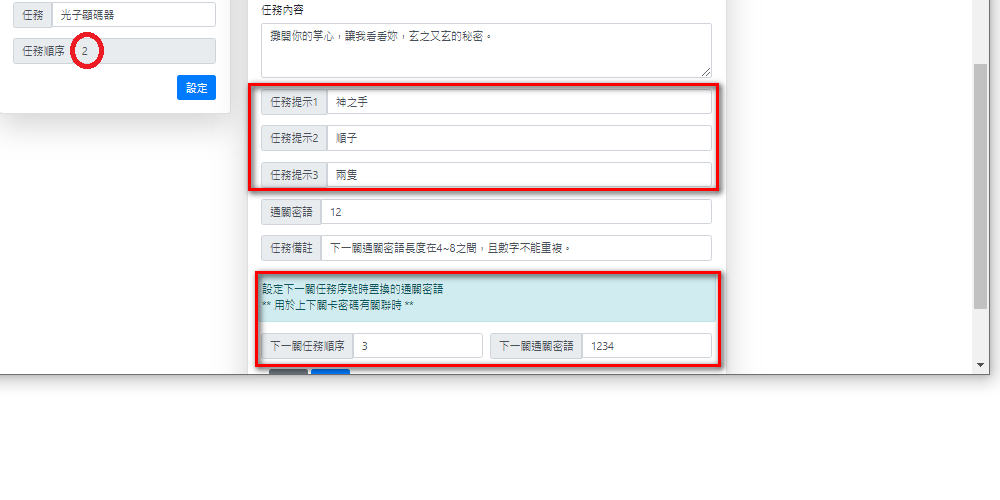 任務 光子顯碼器
任務順序 2
設定
任務內容
攤開你的掌心，讓我看看妳，玄之又玄的秘密。
任務提示1 神之手
任務提示2 順子
任務提示3 兩隻
通關密語 12
任務備註 下一關通關密語長度在4~8之間，且數字不能重複。
設定下一關任務序號時置換的通關密語
** 用於上下關卡密碼有關聯時 **
下一關任務順序 3 下一關通關密語 1234